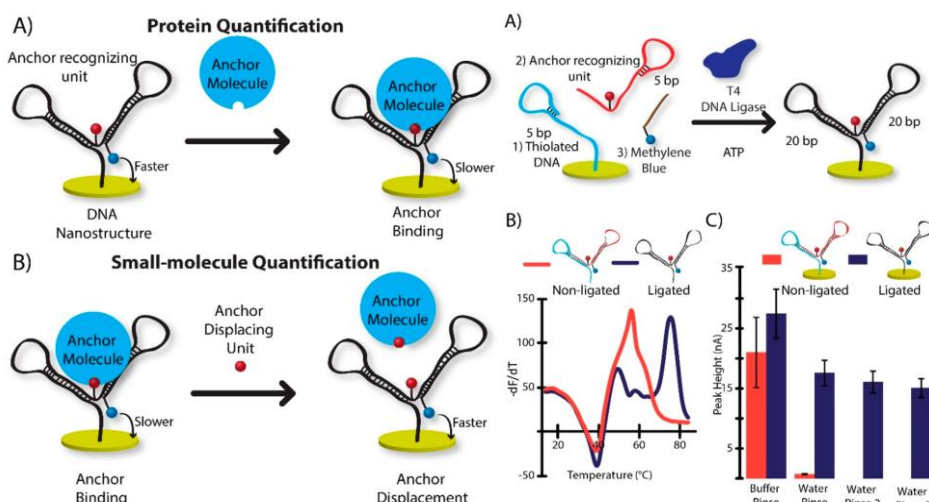 A)
Protein Quantification
Anchor recognizing
unit
Anchor
Molecule
Anchor
Molecule
Faster
Slower
DNA
Nanostructure
Anchor
Binding
B)
Small-molecule Quantification
Anchor
Molecule
Anchor
Displacing
Unit
Anchor
Molecule
Slower
Faster
Anchor
Binding
Anchor
Displacement
A)
2) Anchor recognizing
unit
5 bp
T4
DNA Ligase
5 bp
1) Thiolated
DNA
3) Methylene
Blue
ATP
20 bp
20 bp
B)
Non-ligated
Ligated
-dF/dT
150
100
50
-50
20
40
60
80
Temperature (°C)
C)
Non-ligated
Ligated
Peak Height (nA)
35
25
15
5
Buffer
Rinse
Water
Rinse
Water
Water